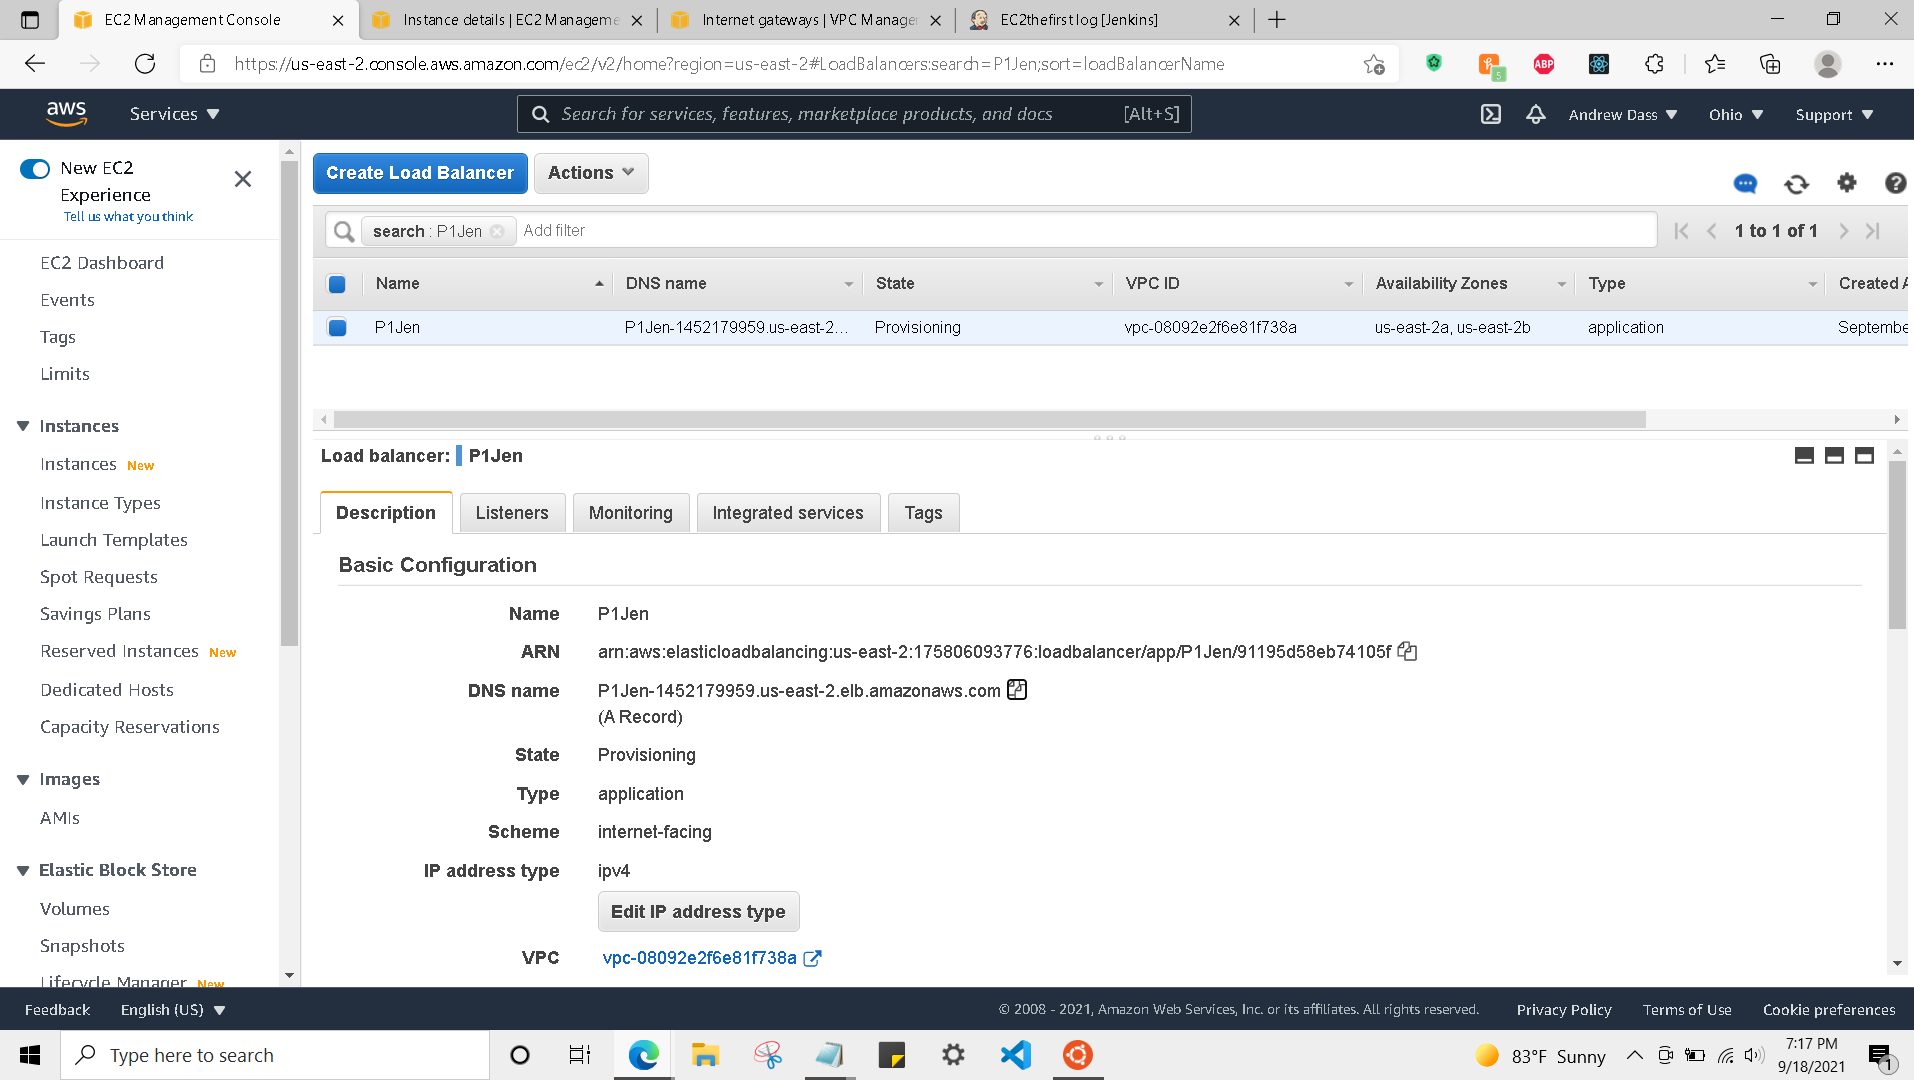 EC2 Management Console
Instance details | EC2 Manageme
Internet gateways | VPC Manager
EC2thefirst log [Jenkins]
https://us-east-2.console.aws.amazon.com/ec2/v2/home?region=us-east-2#LoadBalancers:search=P1Jen;sort=loadBalancerName
5
ABP
aws
Services
Search for services, features, marketplace products, and docs [Alt+S]
Andrew Dass
Ohio
Support
New EC2
Experience
Tell us what you think
EC2 Dashboard
Events
Tags
Limits
Instances
Instances New
Instance Types
Launch Templates
Spot Requests
Savings Plans
Reserved Instances New
Dedicated Hosts
Capacity Reservations
Images
AMIs
Elastic Block Store
Volumes
Snapshots
Lifecycle Manager New
Create Load Balancer
Actions
search : P1Jen
Add filter
1 to 1 of 1
Name DNS name State VPC ID Availability Zones Type Created A
P1Jen P1Jen-1452179959.us-east-2... Provisioning vpc-08092e2f6e81f738a us-east-2a, us-east-2b application Septembe
Load balancer: P1Jen
Description Listeners Monitoring Integrated services Tags
Basic Configuration
Name P1Jen
ARN arn:aws:elasticloadbalancing:us-east-2:175806093776:loadbalancer/app/P1Jen/91195d58eb74105f
DNS name P1Jen-1452179959.us-east-2.elb.amazonaws.com
(A Record)
State Provisioning
Type application
Scheme internet-facing
IP address type ipv4
Edit IP address type
VPC vpc-08092e2f6e81f738a
Feedback
English (US)
© 2008 - 2021, Amazon Web Services, Inc. or its affiliates. All rights reserved.
Privacy Policy
Terms of Use
Cookie preferences
Type here to search
83°F Sunny
7:17 PM
9/18/2021
1